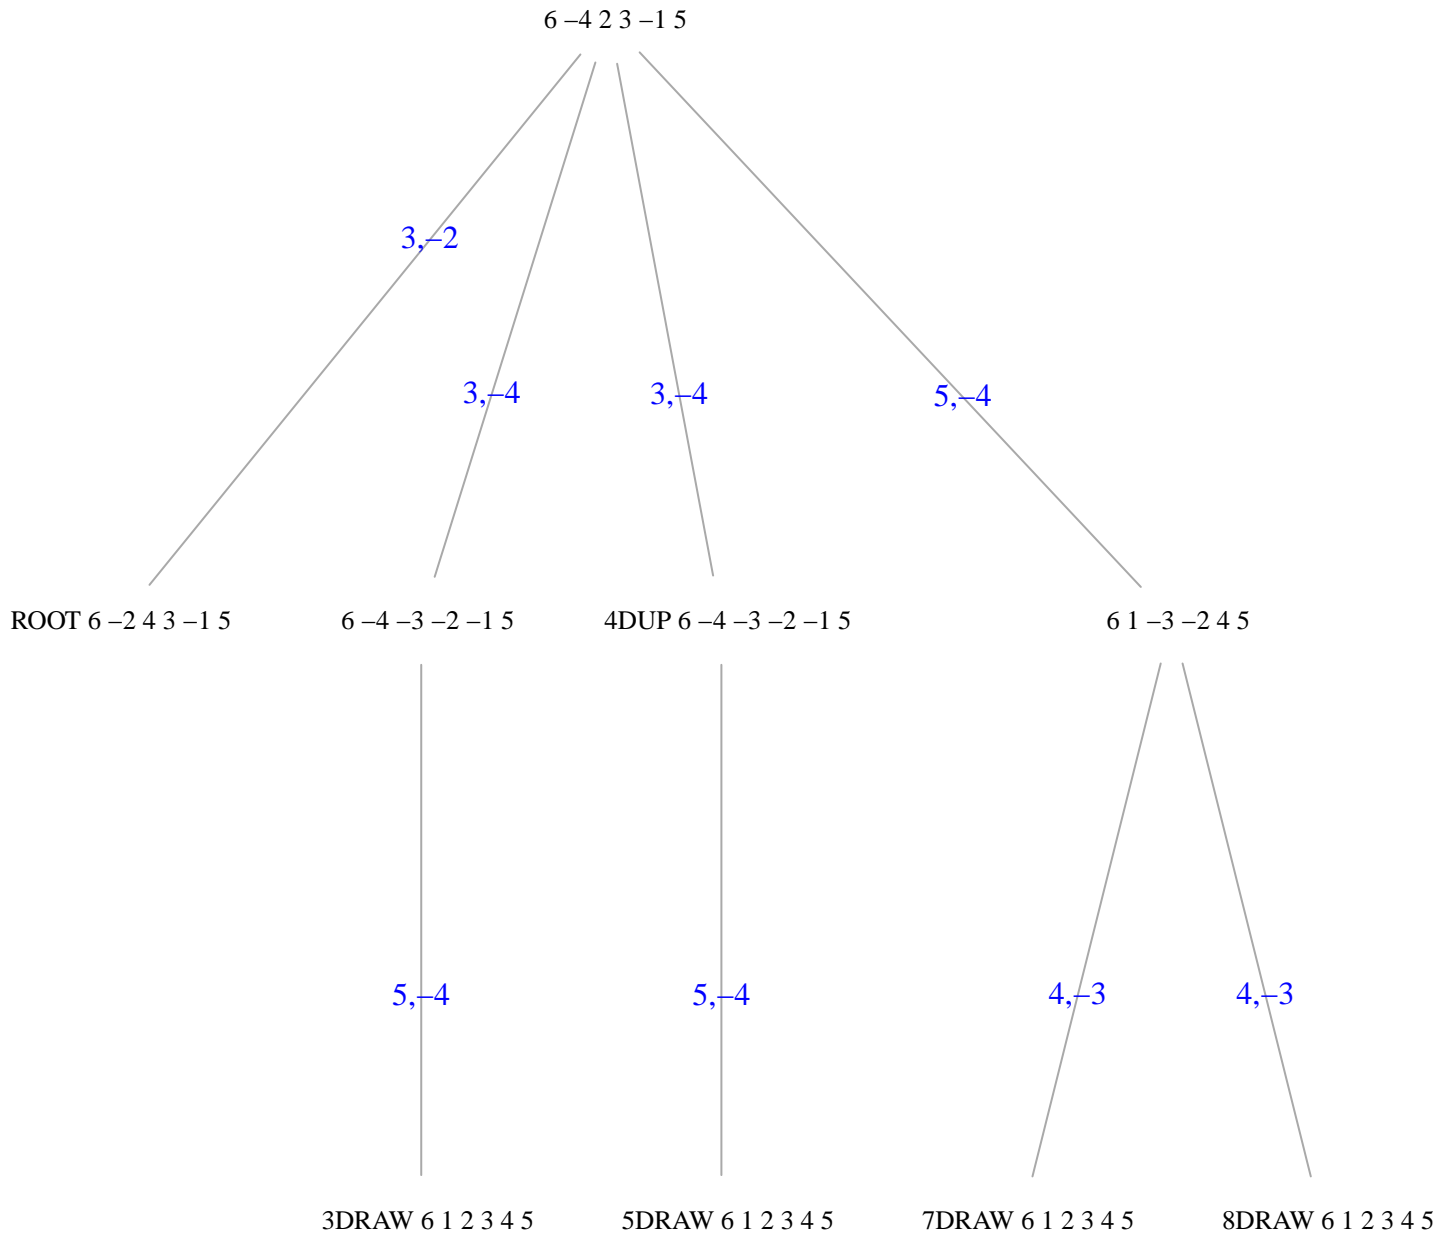 6 –4 2 3 –1 5
3,–2
3,–4
3,–4
5,–4
ROOT 6 –2 4 3 –1 5
6 –4 –3 –2 –1 5
4DUP 6 –4 –3 –2 –1 5
6 1 –3 –2 4 5
5,–4
5,–4
4,–3
4,–3
3DRAW 6 1 2 3 4 5
5DRAW 6 1 2 3 4 5
7DRAW 6 1 2 3 4 5
8DRAW 6 1 2 3 4 5